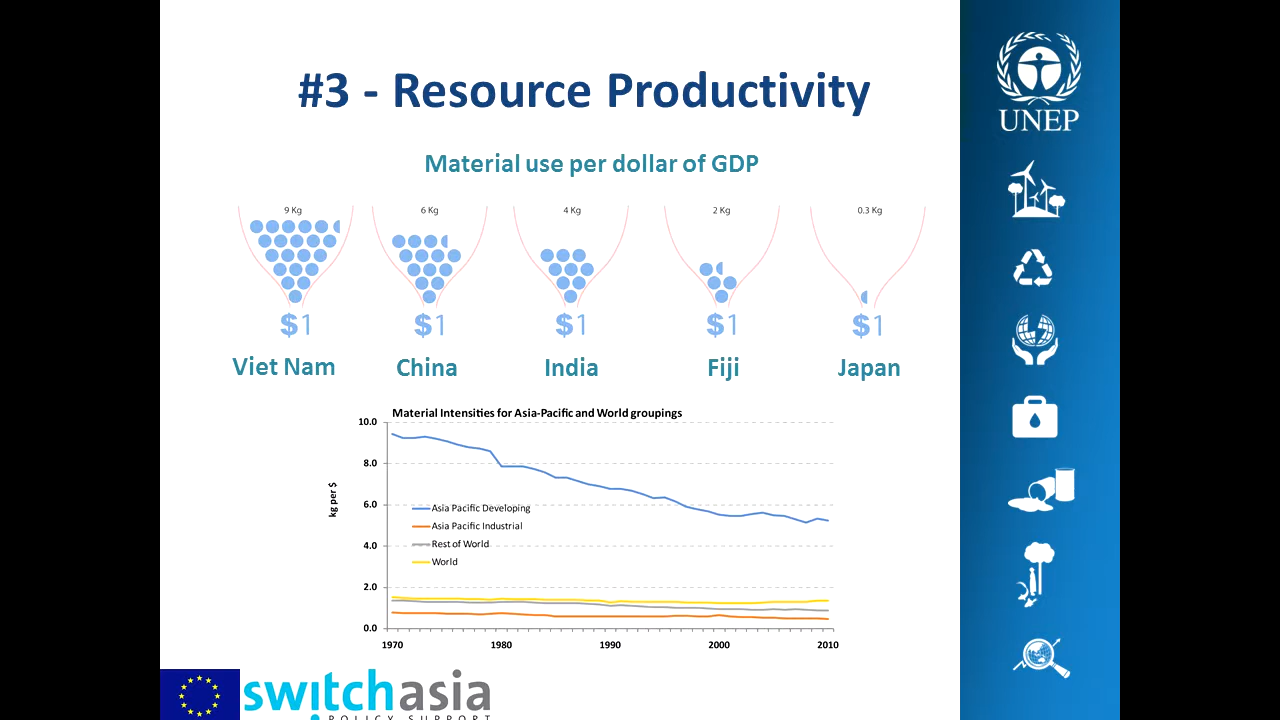 #3 - Resource Productivity
UNEP
Material use per dollar of GDP
9 Kg 6 Kg 4 Kg 2 Kg 0.3 Kg
$1 $1 $1 $1 $1
Viet Nam China India Fiji Japan
Material Intensities for Asia-Pacific and World groupings
10.0
8.0
6.0
4.0
2.0
0.0
kg per $
Asia Pacific Developing
Asia Pacific Industrial
Rest of World
World
1970 1980 1990 2000 2010
switchasia
POLICY SUPPORT